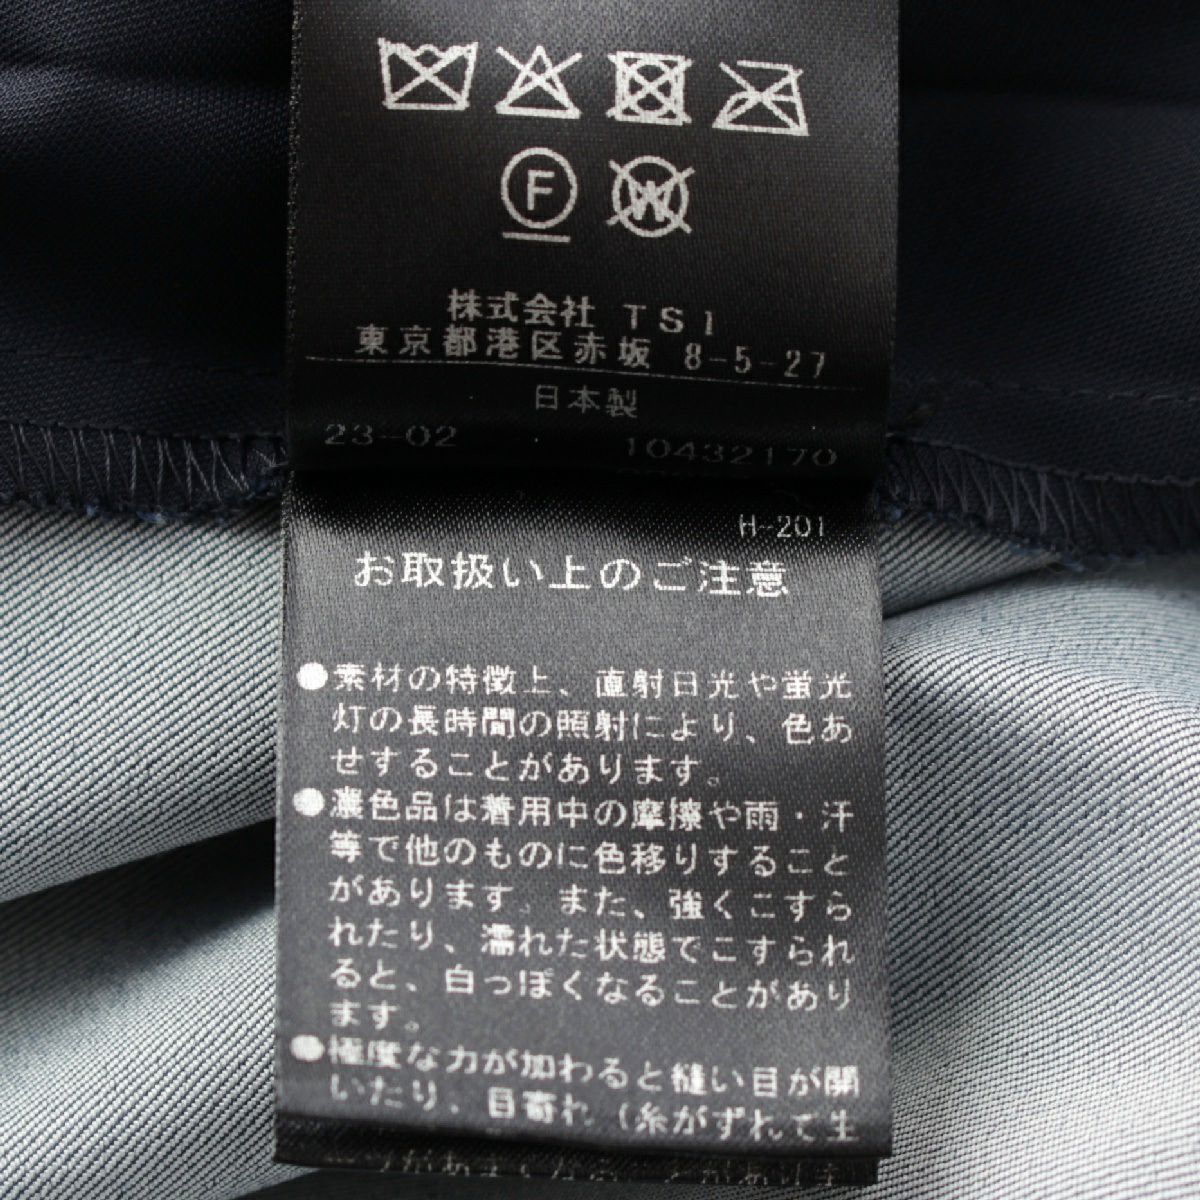 F
W
株式会社 TSI
東京都港区赤坂 8-5-27
日本製
23-02 10432170
H-201
お取扱い上のご注意
●素材の特徴上、直射日光や蛍光
灯の長時間の照射により、色あ
せすることがあります。
●濃色品は着用中の摩擦や雨・汗
等で他のものに色移りすること
があります。また、強くこすら
れたり、濡れた状態でこすられ
ると、白っぽくなることがあり
ます。
●極度な力が加わると縫い目が開
いたり、目寄れ（糸がずれて生